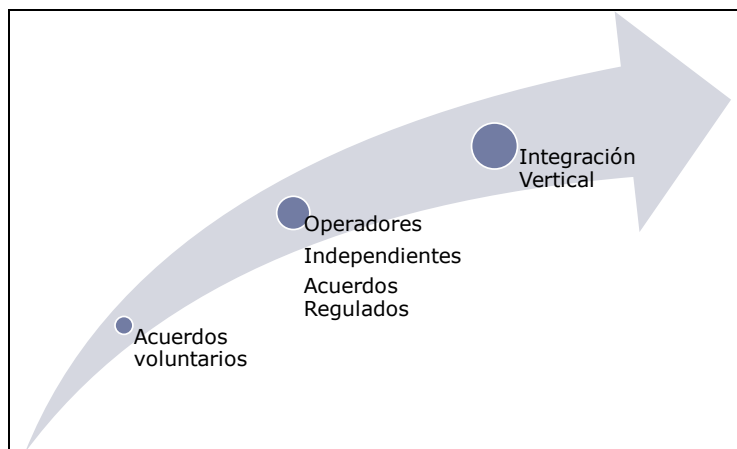 Integración
Vertical
Operadores
Independientes
Acuerdos
Regulados
Acuerdos
voluntarios